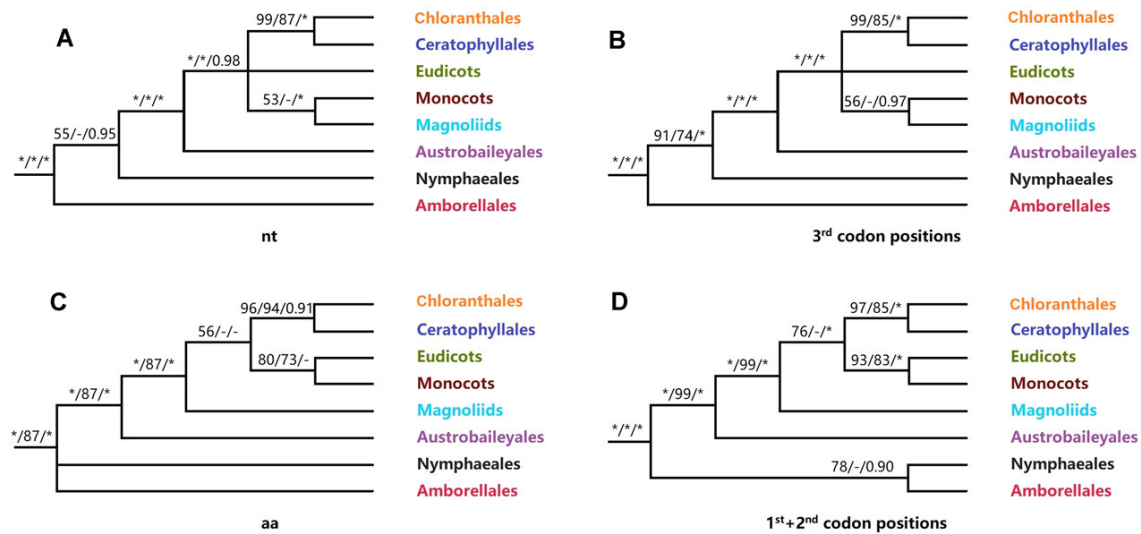 A
99/87/*
Chloranthales
Ceratophyllales
*/*/0.98
Eudicots
*/*/*
53/-/*
Monocots
Magnoliids
55/-/0.95
Austrobaileyales
*/*/*
Nymphaeales
Amborellales
nt
B
99/85/*
Chloranthales
Ceratophyllales
*/*/*
Eudicots
*/*/*
56/-/0.97
Monocots
Magnoliids
91/74/*
Austrobaileyales
*/*/*
Nymphaeales
Amborellales
3rd codon positions
C
96/94/0.91
Chloranthales
Ceratophyllales
56/-/-
Eudicots
*/87/*
80/73/-
Monocots
*/87/*
Magnoliids
*/87/*
Austrobaileyales
Nymphaeales
Amborellales
aa
D
97/85/*
Chloranthales
Ceratophyllales
76/-/*
Eudicots
*/99/*
93/83/*
Monocots
*/99/*
Magnoliids
*/*/*
Austrobaileyales
78/-/0.90
Nymphaeales
Amborellales
1st+2nd codon positions